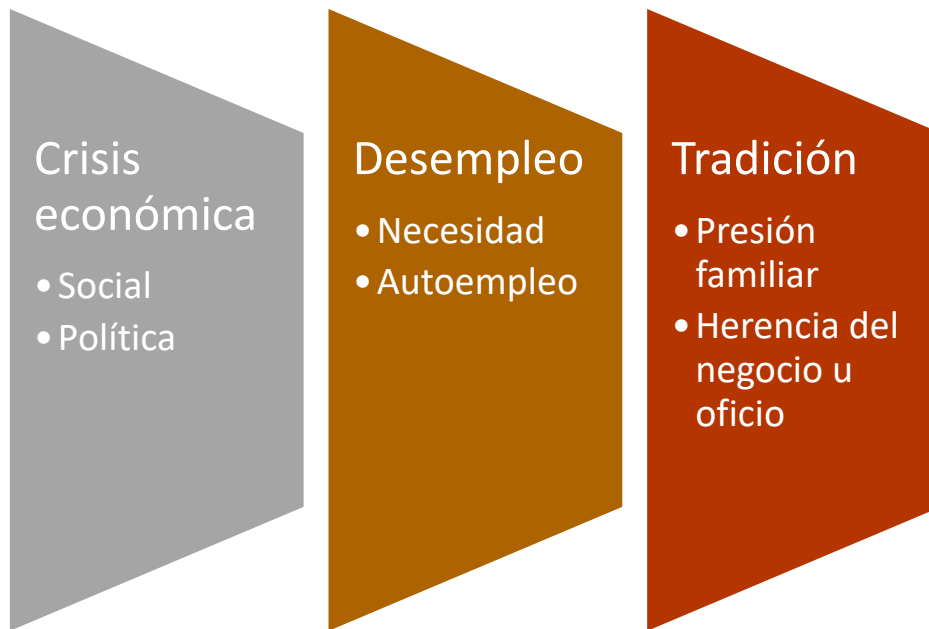 Crisis
económica
•Social
•Política
Desempleo
•Necesidad
•Autoempleo
Tradición
•Presión
familiar
•Herencia del
negocio u
oficio